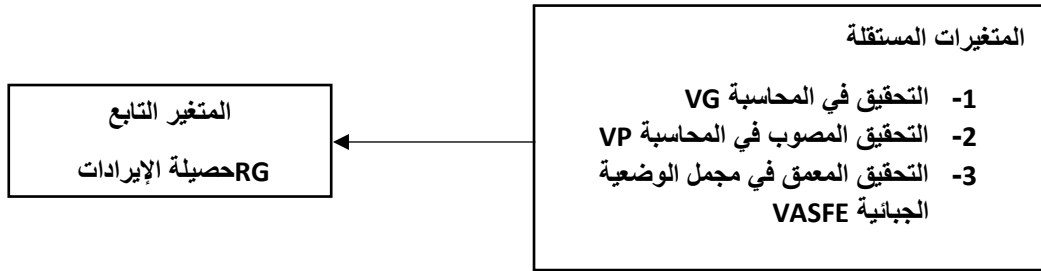 المتغيرات المستقلة
1- التحقيق في المحاسبة VG
2- التحقيق المصوب في المحاسبة VP
3- التحقيق المعمق في مجمل الوضعية
الجبائية VASFE
المتغير التابع
RGحصيلة الإيرادات